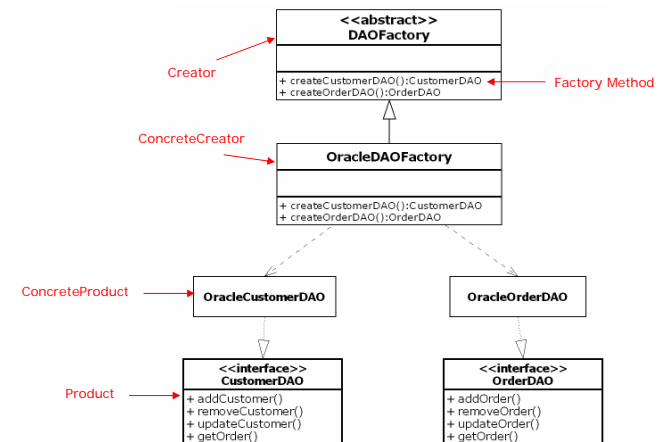 <<abstract>>
DAOFactory
Creator
+ createCustomerDAO():CustomerDAO
Factory Method
+ createOrderDAO():OrderDAO
ConcreteCreator
OracleDAOFactory
+ createCustomerDAO():CustomerDAO
+ createOrderDAO():OrderDAO
ConcreteProduct
OracleCustomerDAO
OracleOrderDAO
<<interface>>
CustomerDAO
<<interface>>
OrderDAO
Product
+ addCustomer()
+ removeCustomer()
+ updateCustomer()
+ getOrder()
+ addOrder()
+ removeOrder()
+ updateOrder()
+ getOrder()